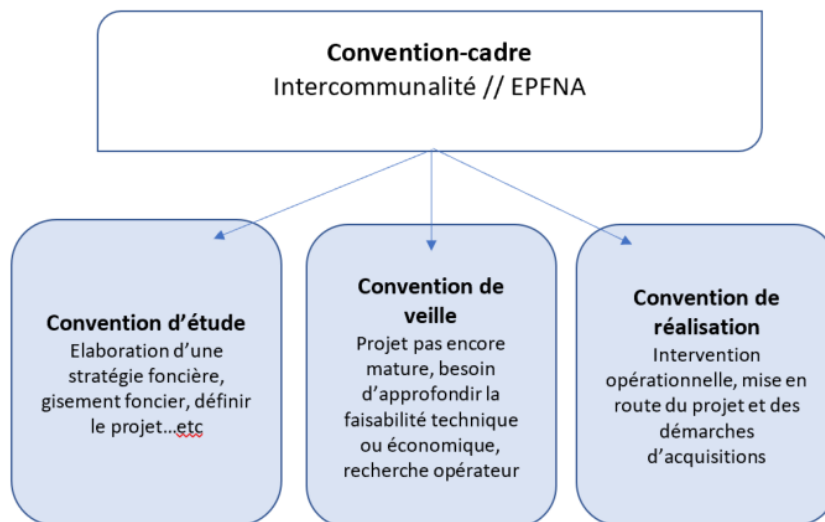 Convention-cadre
Intercommunalité // EPFNA
Convention d’étude
Elaboration d’une
stratégie foncière,
gisement foncier, définir
le projet...etc
Convention de
veille
Projet pas encore
mature, besoin
d’approfondir la
faisabilité technique
ou économique,
recherche opérateur
Convention de
réalisation
Intervention
opérationnelle, mise en
route du projet et des
démarches
d’acquisitions